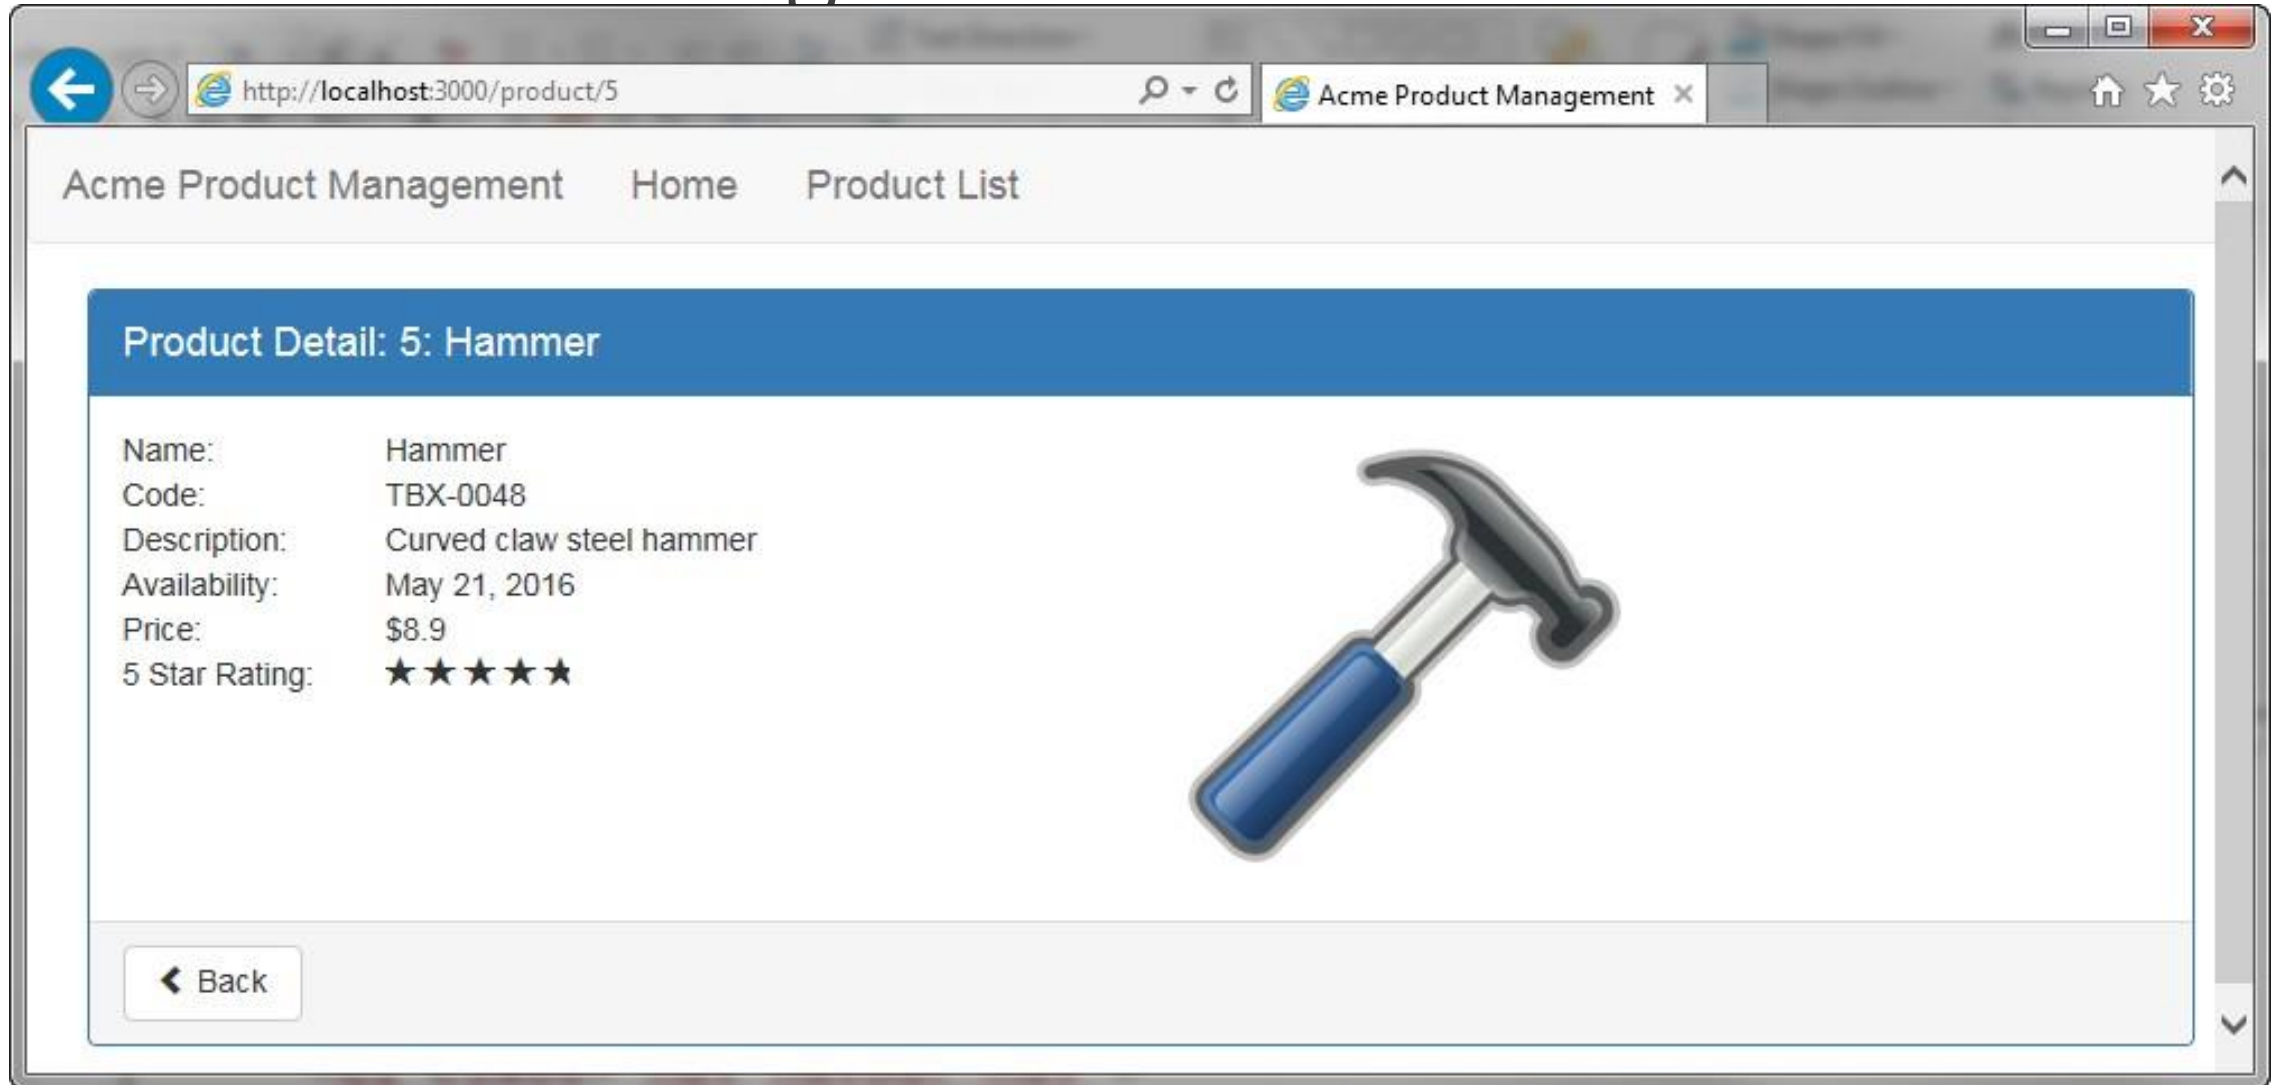 http://localhost:3000/product/5
Acme Product Management
Acme Product Management Home Product List
Product Detail: 5: Hammer
Name: Hammer
Code: TBX-0048
Description: Curved claw steel hammer
Availability: May 21, 2016
Price: $8.9
5 Star Rating: ★★★★★
Back